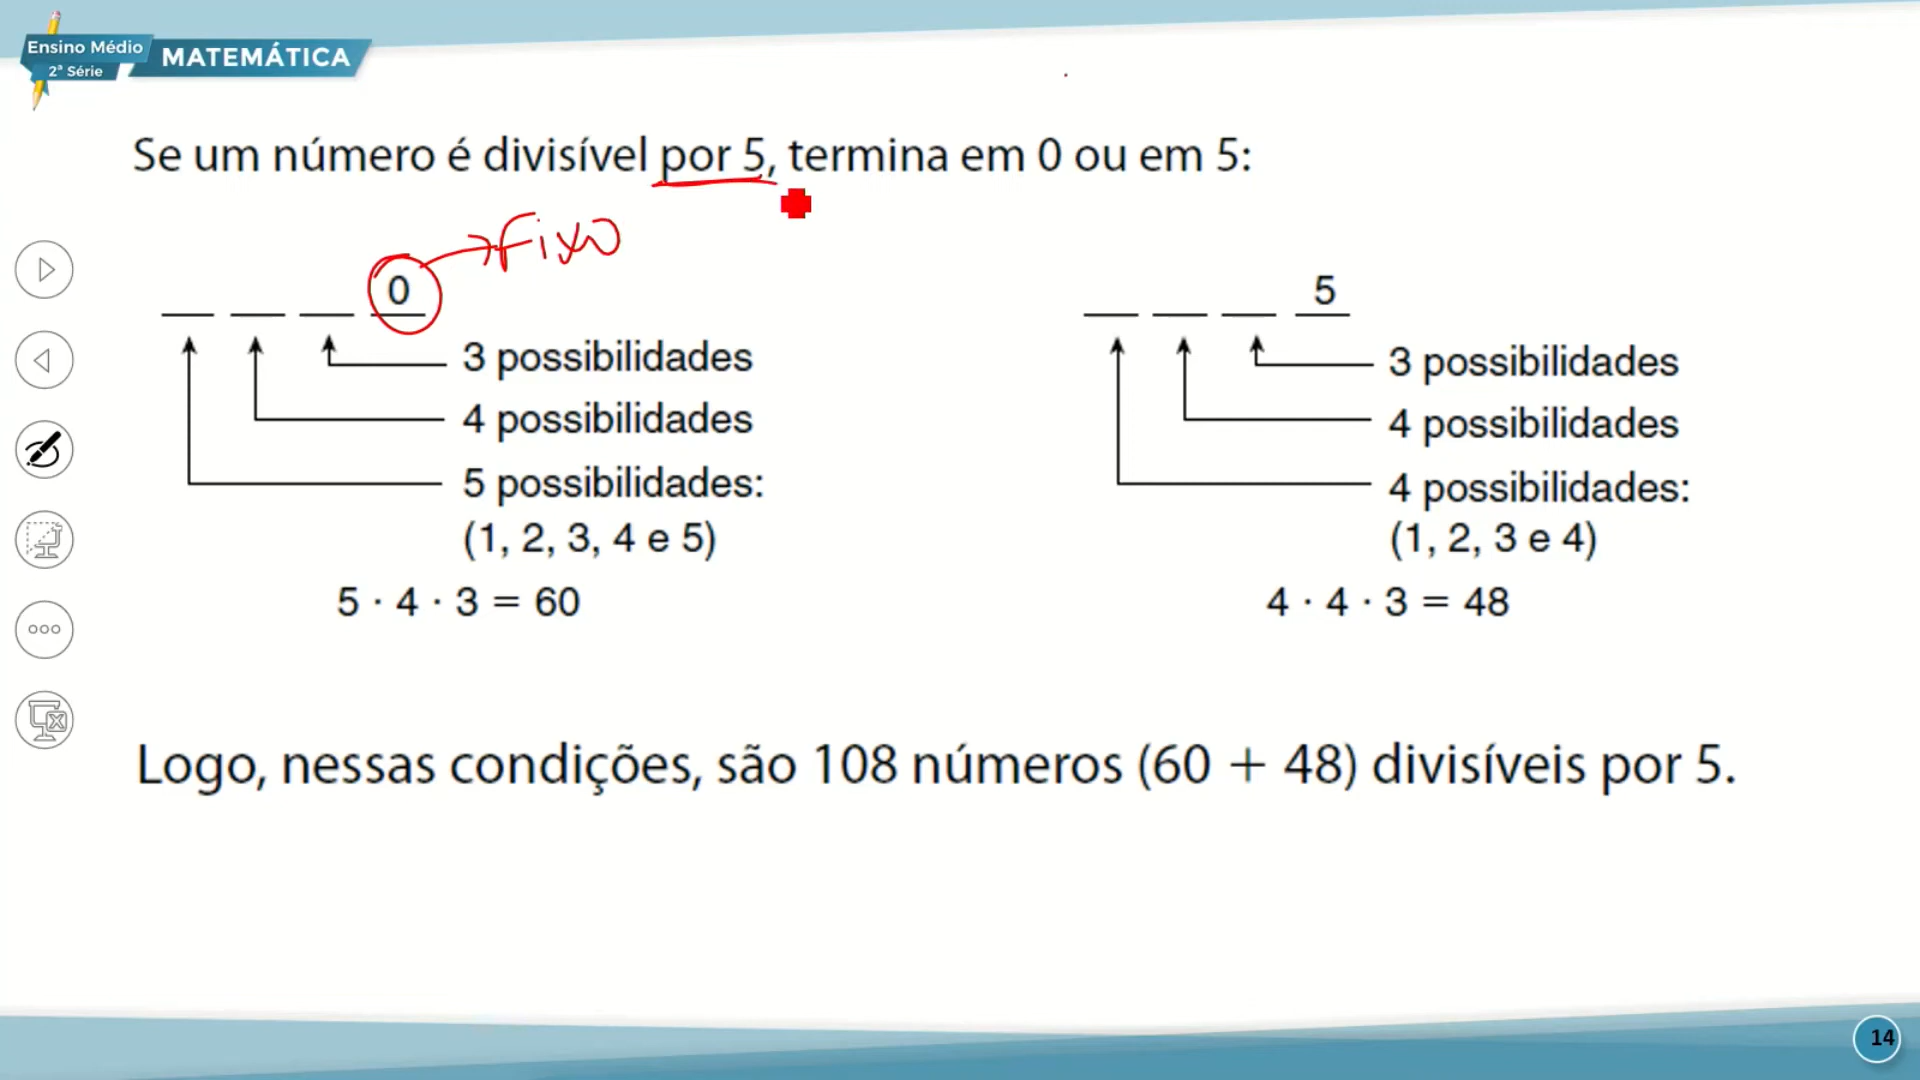 Ensino Médio
2ª Série
MATEMÁTICA
Se um número é divisível por 5, termina em 0 ou em 5:
fixo
0
3 possibilidades
4 possibilidades
5 possibilidades:
(1, 2, 3, 4 e 5)
5 · 4 · 3 = 60
5
3 possibilidades
4 possibilidades
4 possibilidades:
(1, 2, 3 e 4)
4 · 4 · 3 = 48
Logo, nessas condições, são 108 números (60 + 48) divisíveis por 5.
14